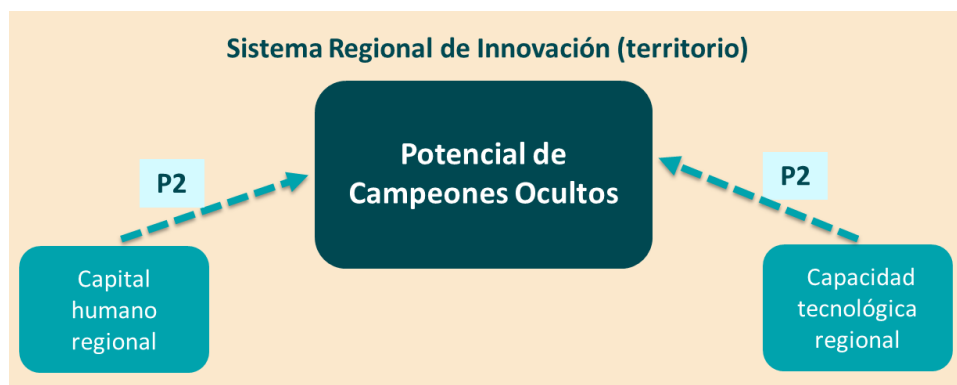 Sistema Regional de Innovación (territorio)
Potencial de
Campeones Ocultos
P2
P2
Capital
humano
regional
Capacidad
tecnológica
regional